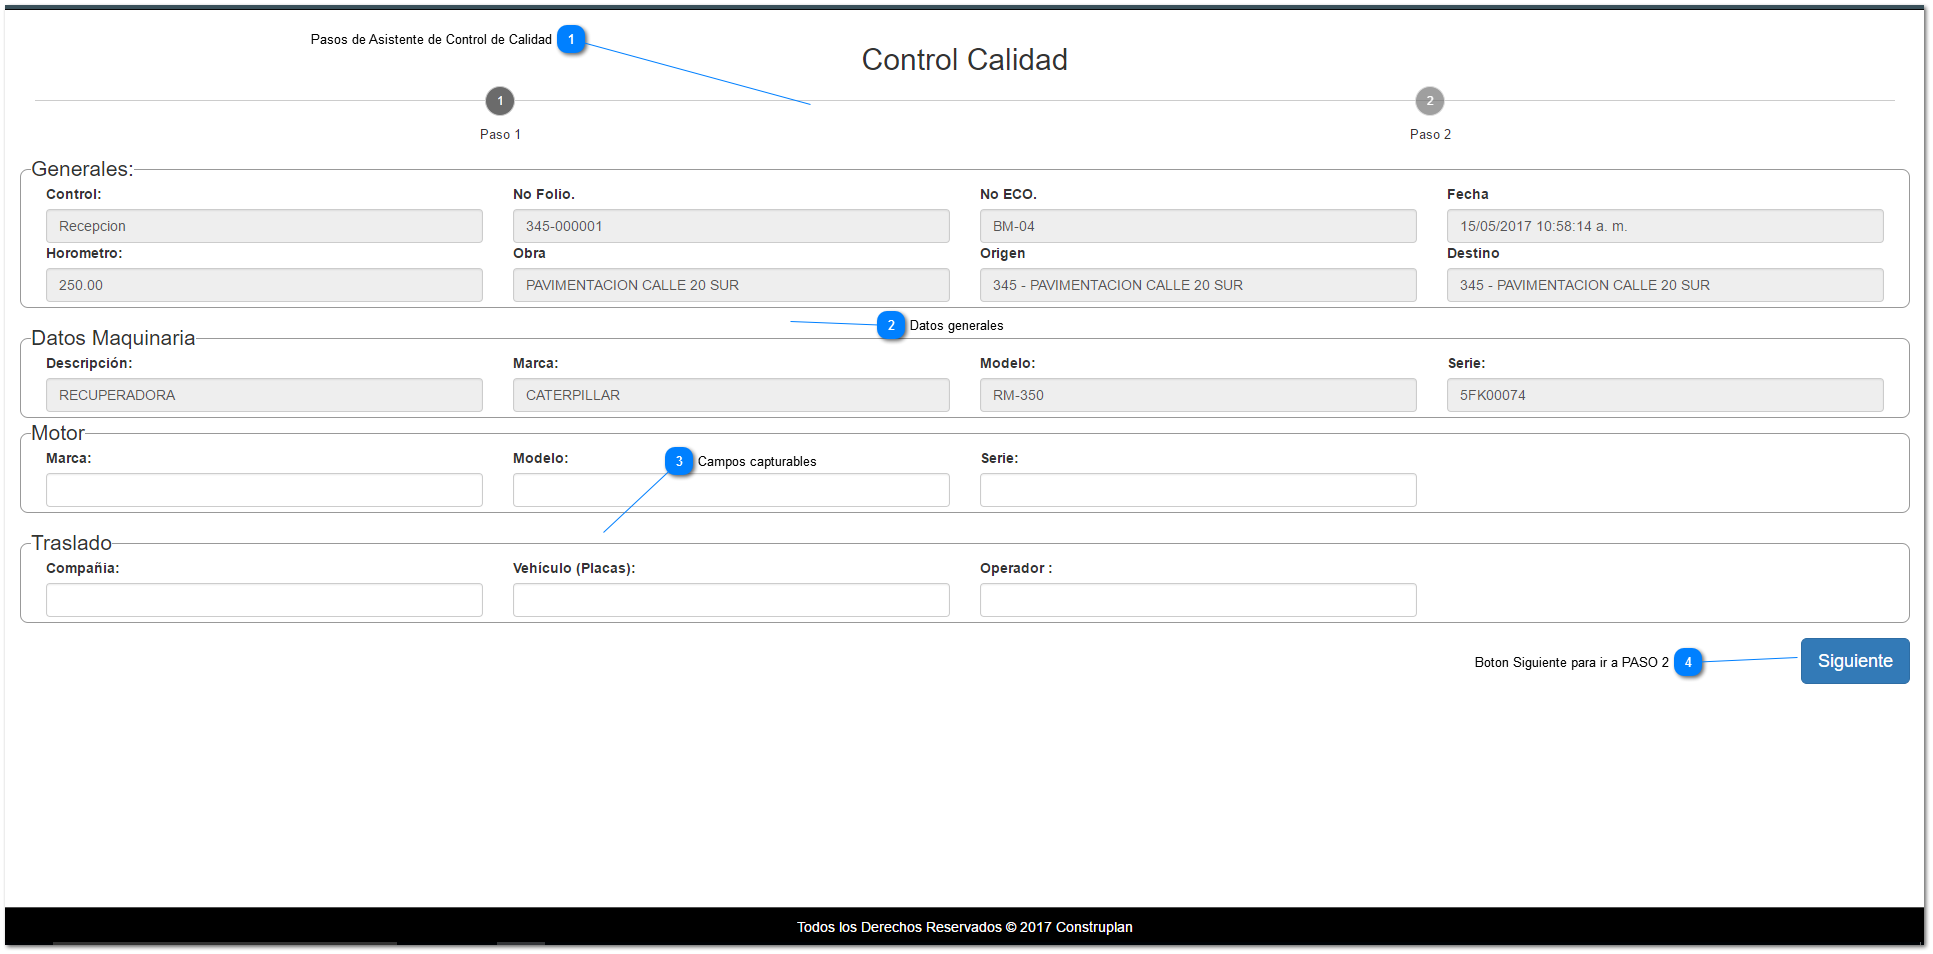 Pasos de Asistente de Control de Calidad 1
Control Calidad
1 2
Paso 1 Paso 2
Generales:
Control: No Folio. No ECO. Fecha
Recepcion 345-000001 BM-04 15/05/2017 10:58:14 a. m.
Horometro: Obra Origen Destino
250.00 PAVIMENTACION CALLE 20 SUR 345 - PAVIMENTACION CALLE 20 SUR 345 - PAVIMENTACION CALLE 20 SUR
2 Datos generales
Datos Maquinaria
Descripción: Marca: Modelo: Serie:
RECUPERADORA CATERPILLAR RM-350 5FK00074
Motor
Marca: Modelo: Serie:
3 Campos capturables
Traslado
Compañia: Vehículo (Placas): Operador :
Boton Siguiente para ir a PASO 2 4 Siguiente
Todos los Derechos Reservados © 2017 Construplan